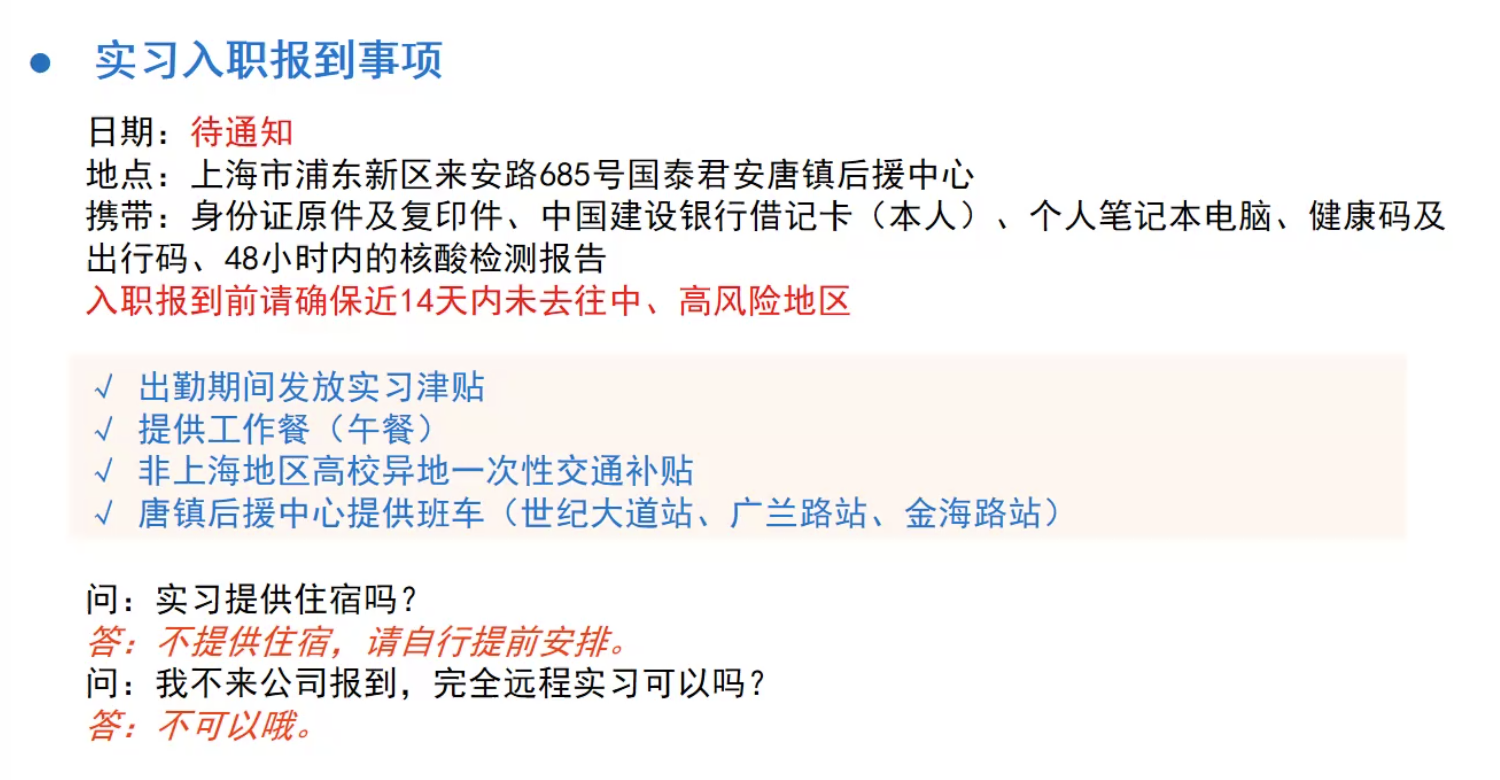 ● 实习入职报到事项
日期：待通知
地点：上海市浦东新区来安路685号国泰君安唐镇后援中心
携带：身份证原件及复印件、中国建设银行借记卡（本人）、个人笔记本电脑、健康码及
出行码、48小时内的核酸检测报告
入职报到前请确保近14天内未去往中、高风险地区
√ 出勤期间发放实习津贴
√ 提供工作餐（午餐）
√ 非上海地区高校异地一次性交通补贴
√ 唐镇后援中心提供班车（世纪大道站、广兰路站、金海路站）
问：实习提供住宿吗？
答：不提供住宿，请自行提前安排。
问：我不来公司报到，完全远程实习可以吗？
答：不可以哦。